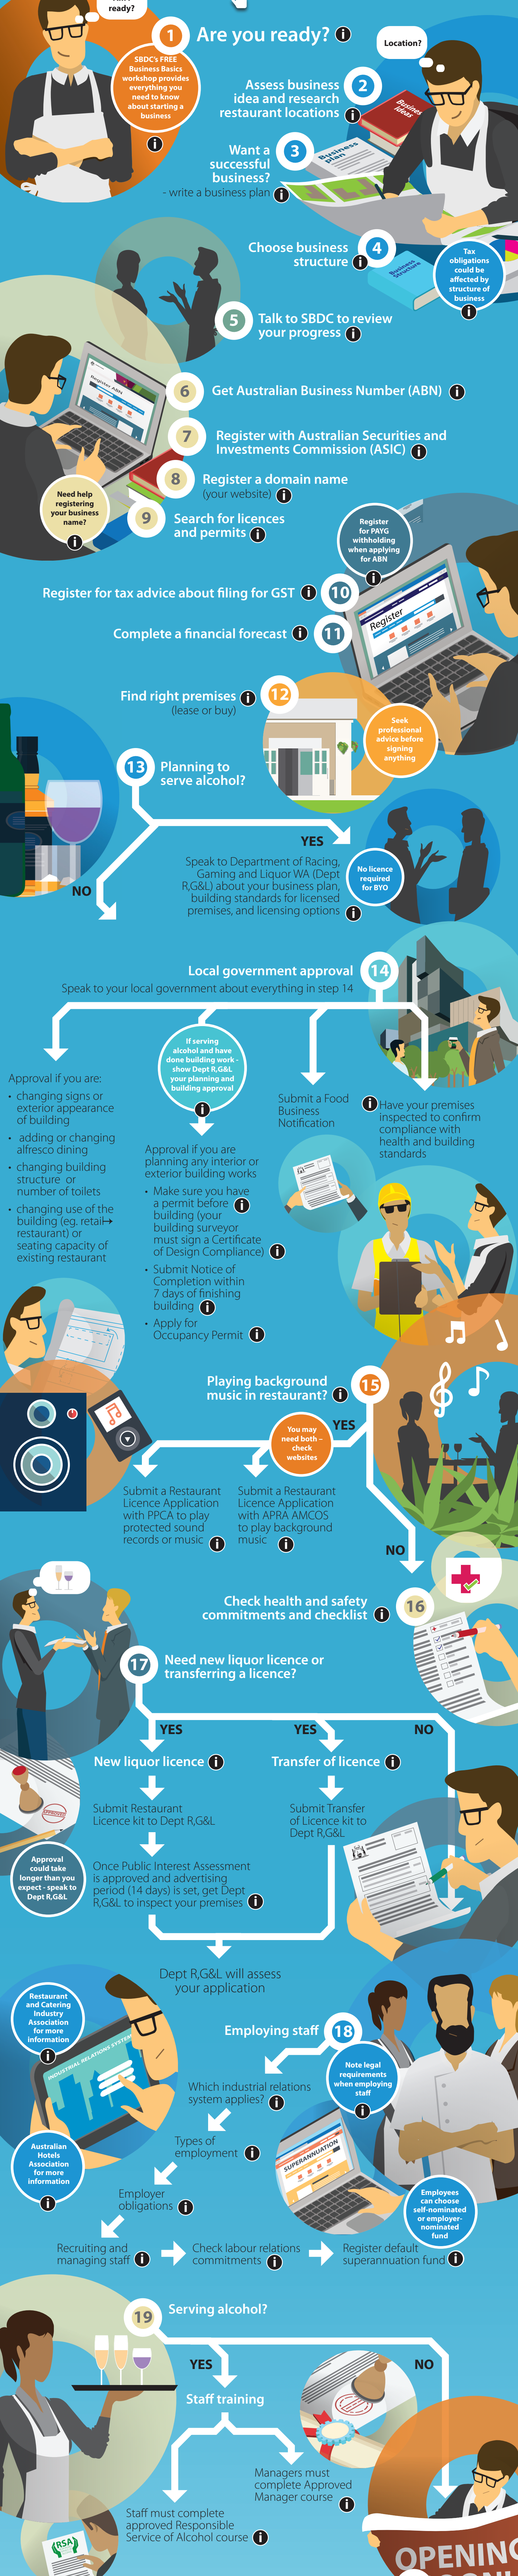 ready?
1
Are you ready?
SBDC's FREE
Business Basics
workshop provides
everything you
need to know
about starting a
business
Location?
2
Assess business
idea and research
restaurant locations
Business
Ideas
3
Want a
successful
business?
- write a business plan
Business
plan
4
Choose business
structure
Business
Structure
Tax
obligations
could be
affected by
structure of
business
5
Talk to SBDC to review
your progress
6
Get Australian Business Number (ABN)
Register ABN
7
Register with Australian Securities and
Investments Commission (ASIC)
8
Register a domain name
(your website)
Need help
registering
your business
name?
9
Search for licences
and permits
Register
for PAYG
withholding
when applying
for ABN
Register for tax advice about filing for GST
10
Register
Complete a financial forecast
11
Find right premises
(lease or buy)
12
Seek
professional
advice before
signing
anything
13
Planning to
serve alcohol?
YES
Speak to Department of Racing,
Gaming and Liquor WA (Dept
R,G&L) about your business plan,
building standards for licensed
premises, and licensing options
No licence
required
for BYO
NO
Local government approval
14
Speak to your local government about everything in step 14
Approval if you are:
• changing signs or
exterior appearance
of building
• adding or changing
alfresco dining
• changing building
structure or
number of toilets
• changing use of the
building (eg. retail→
restaurant) or
seating capacity of
existing restaurant
If serving
alcohol and have
done building work -
show Dept R,G&L
your planning and
building approval
Approval if you are
planning any interior or
exterior building works
• Make sure you have
a permit before
building (your
building surveyor
must sign a Certificate
of Design Compliance)
• Submit Notice of
Completion within
7 days of finishing
building
• Apply for
Occupancy Permit
Submit a Food
Business
Notification
Have your premises
inspected to confirm
compliance with
health and building
standards
Playing background
music in restaurant?
15
YES
You may
need both –
check
websites
Submit a Restaurant
Licence Application
with PPCA to play
protected sound
records or music
Submit a Restaurant
Licence Application
with APRA AMCOS
to play background
music
NO
Check health and safety
commitments and checklist
16
17
Need new liquor licence or
transferring a licence?
YES
YES
NO
New liquor licence
Transfer of licence
APPROVED
Submit Restaurant
Licence kit to Dept R,G&L
Submit Transfer
of Licence kit to
Dept R,G&L
Approval
could take
longer than you
expect - speak to
Dept R,G&L
Once Public Interest Assessment
is approved and advertising
period (14 days) is set, get Dept
R,G&L to inspect your premises
Dept R,G&L will assess
your application
Restaurant
and Catering
Industry
Association
for more
information
INDUSTRIAL RELATIONS SYSTEM
Employing staff
18
Note legal
requirements
when employing
staff
Which industrial relations
system applies?
SUPERANNUATION
Types of
employment
Australian
Hotels
Association
for more
information
Employer
obligations
Employees
can choose
self-nominated
or employer-
nominated
fund
Recruiting and
managing staff
Check labour relations
commitments
Register default
superannuation fund
19
Serving alcohol?
YES
NO
Staff training
Managers must
complete Approved
Manager course
Staff must complete
approved Responsible
Service of Alcohol course
RSA
OPENING